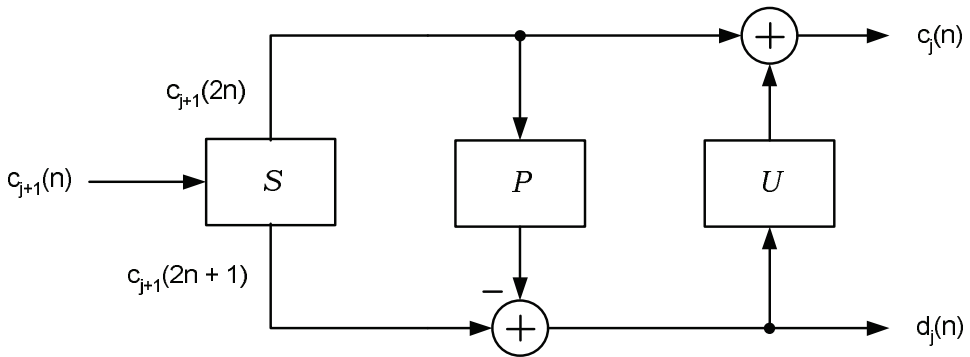 c_j(n)
c_{j+1}(2n)
c_{j+1}(n)
S
P
U
c_{j+1}(2n + 1)
−
d_j(n)